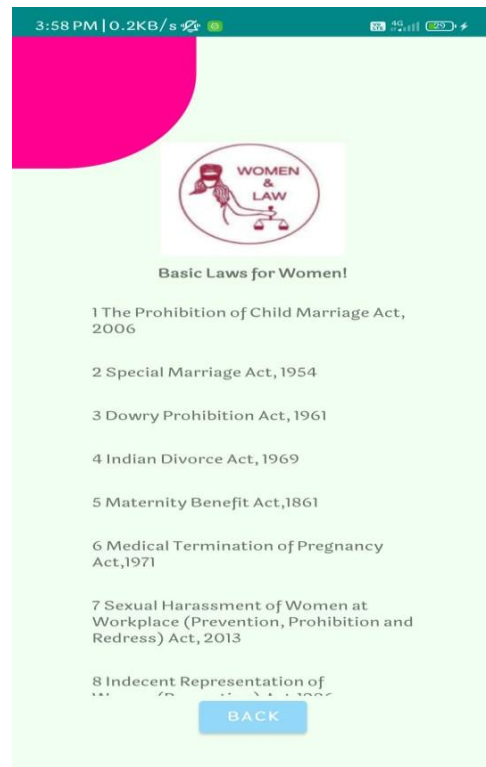 3:58 PM | 0.2KB/s
4G
29
WOMEN
&
LAW
Basic Laws for Women!
1 The Prohibition of Child Marriage Act,
2006
2 Special Marriage Act, 1954
3 Dowry Prohibition Act, 1961
4 Indian Divorce Act, 1969
5 Maternity Benefit Act,1861
6 Medical Termination of Pregnancy
Act,1971
7 Sexual Harassment of Women at
Workplace (Prevention, Prohibition and
Redress) Act, 2013
8 Indecent Representation of
BACK